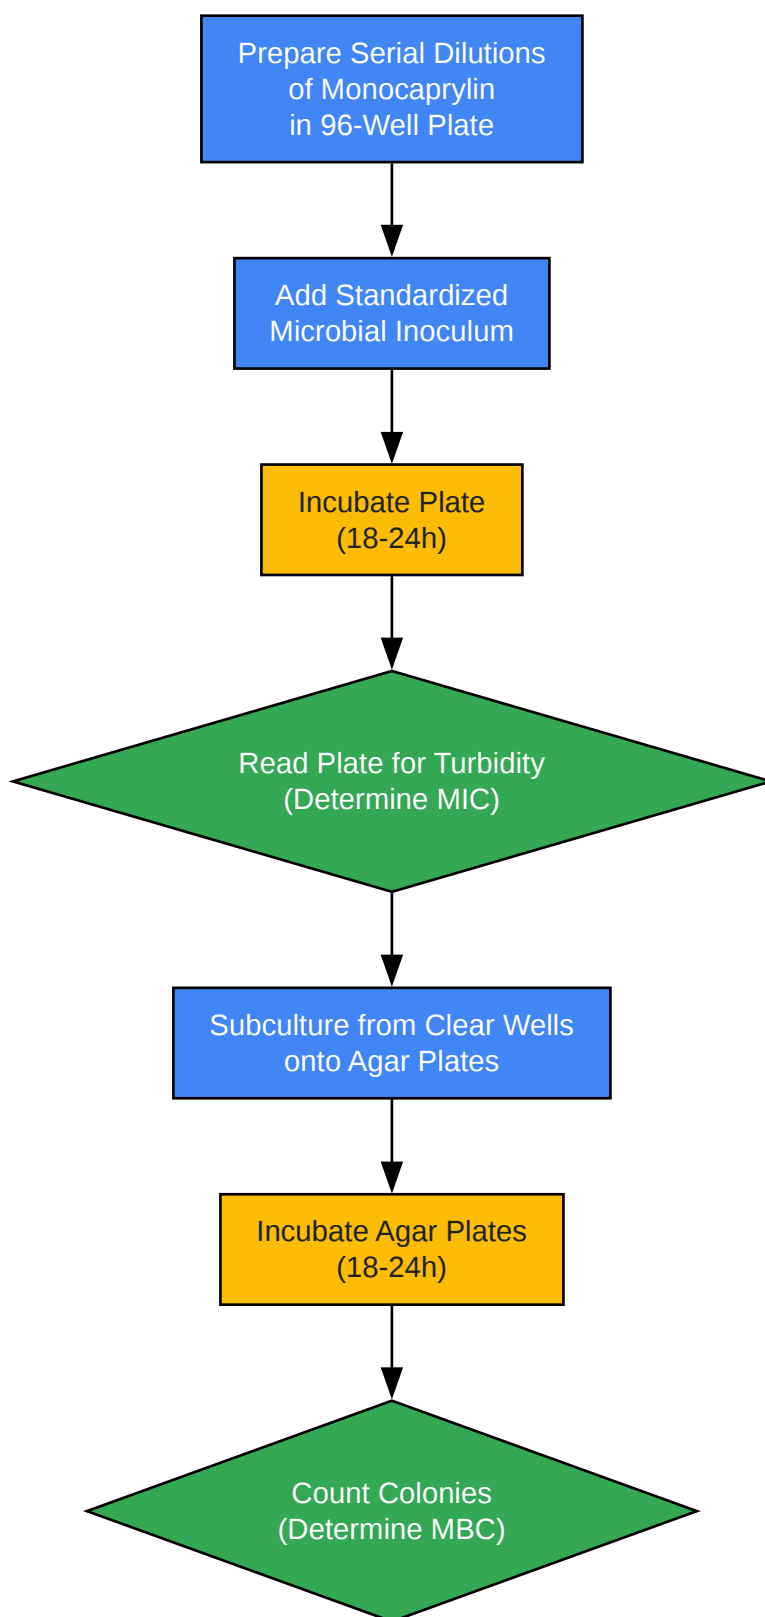 Prepare Serial Dilutions
of Monocaprylin
in 96-Well Plate
Add Standardized
Microbial Inoculum
Incubate Plate
(18-24h)
Read Plate for Turbidity
(Determine MIC)
Subculture from Clear Wells
onto Agar Plates
Incubate Agar Plates
(18-24h)
Count Colonies
(Determine MBC)